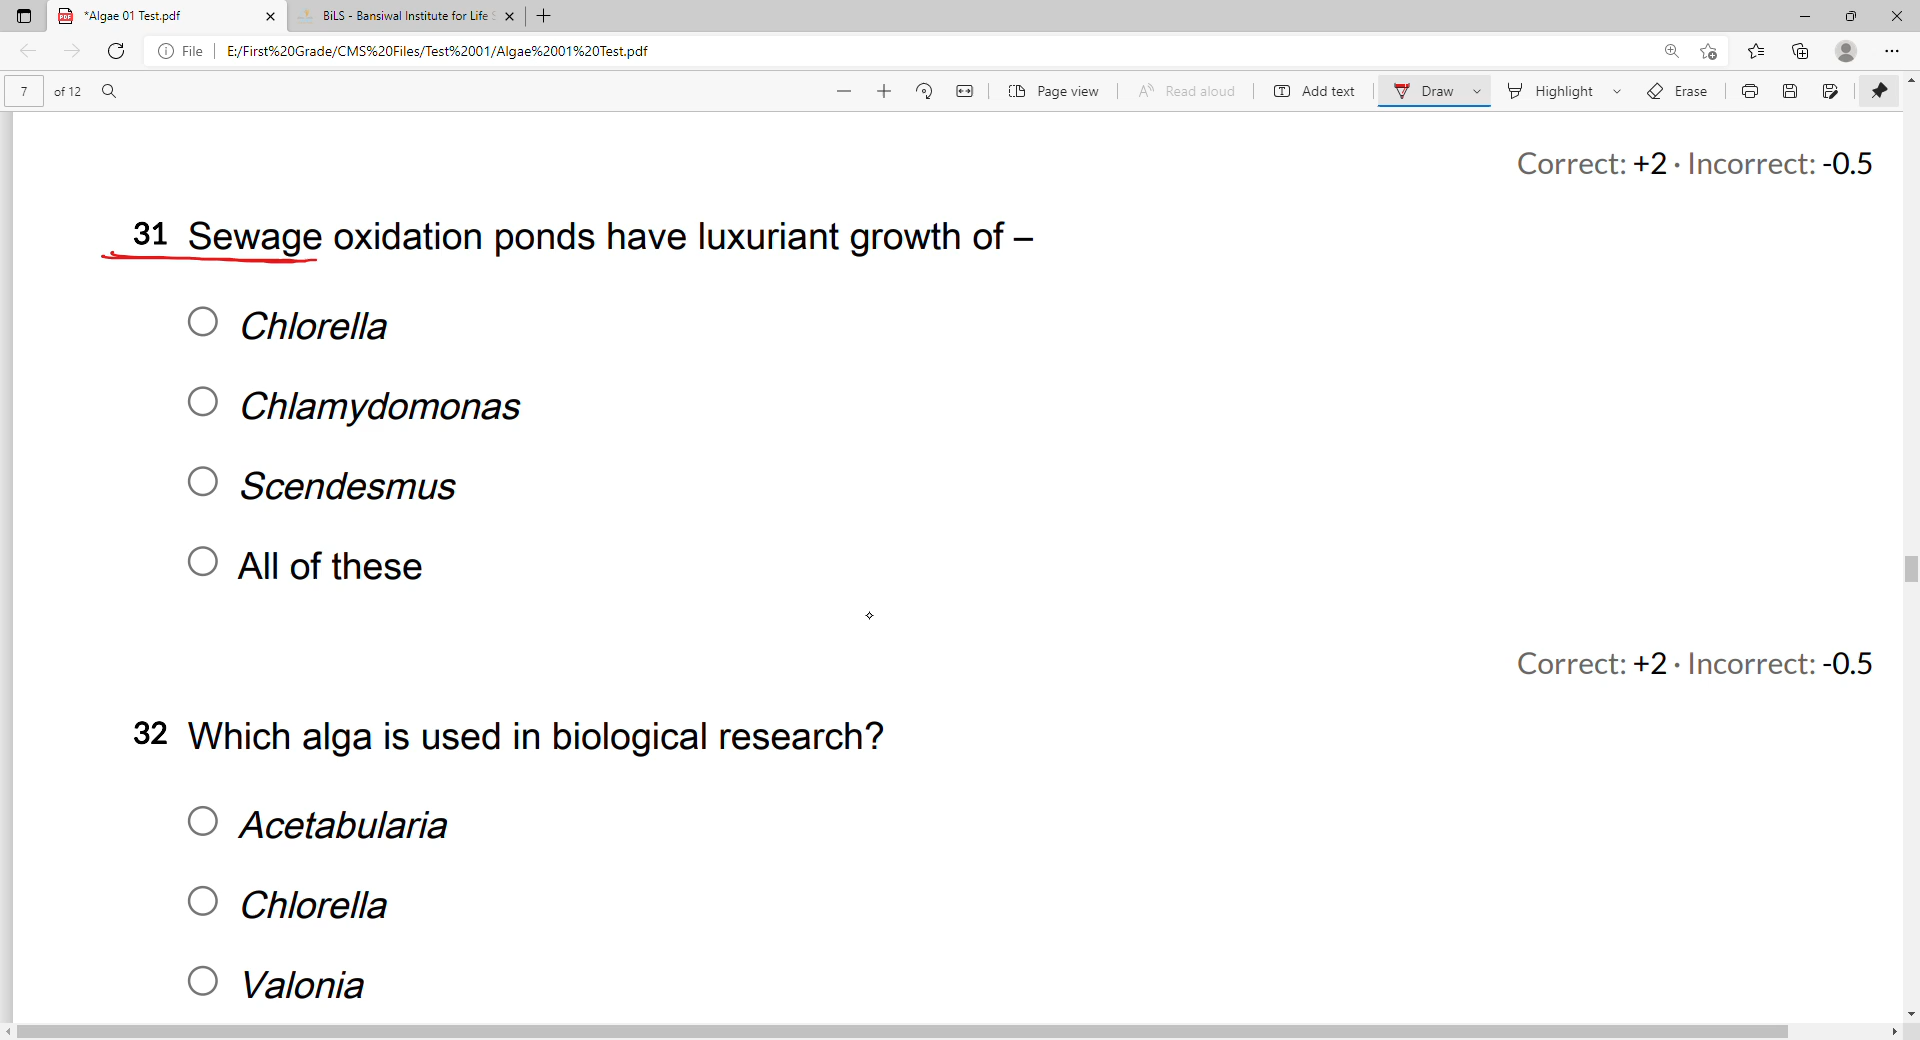 *Algae 01 Test.pdf
BiLS - Bansiwal Institute for Life
File
E:/First%20Grade/CMS%20Files/Test%2001/Algae%2001%20Test.pdf
7 of 12
Page view
Read aloud
Add text
Draw
Highlight
Erase
Correct: +2 · Incorrect: -0.5
31 Sewage oxidation ponds have luxuriant growth of –
Chlorella
Chlamydomonas
Scendesmus
All of these
Correct: +2 · Incorrect: -0.5
32 Which alga is used in biological research?
Acetabularia
Chlorella
Valonia